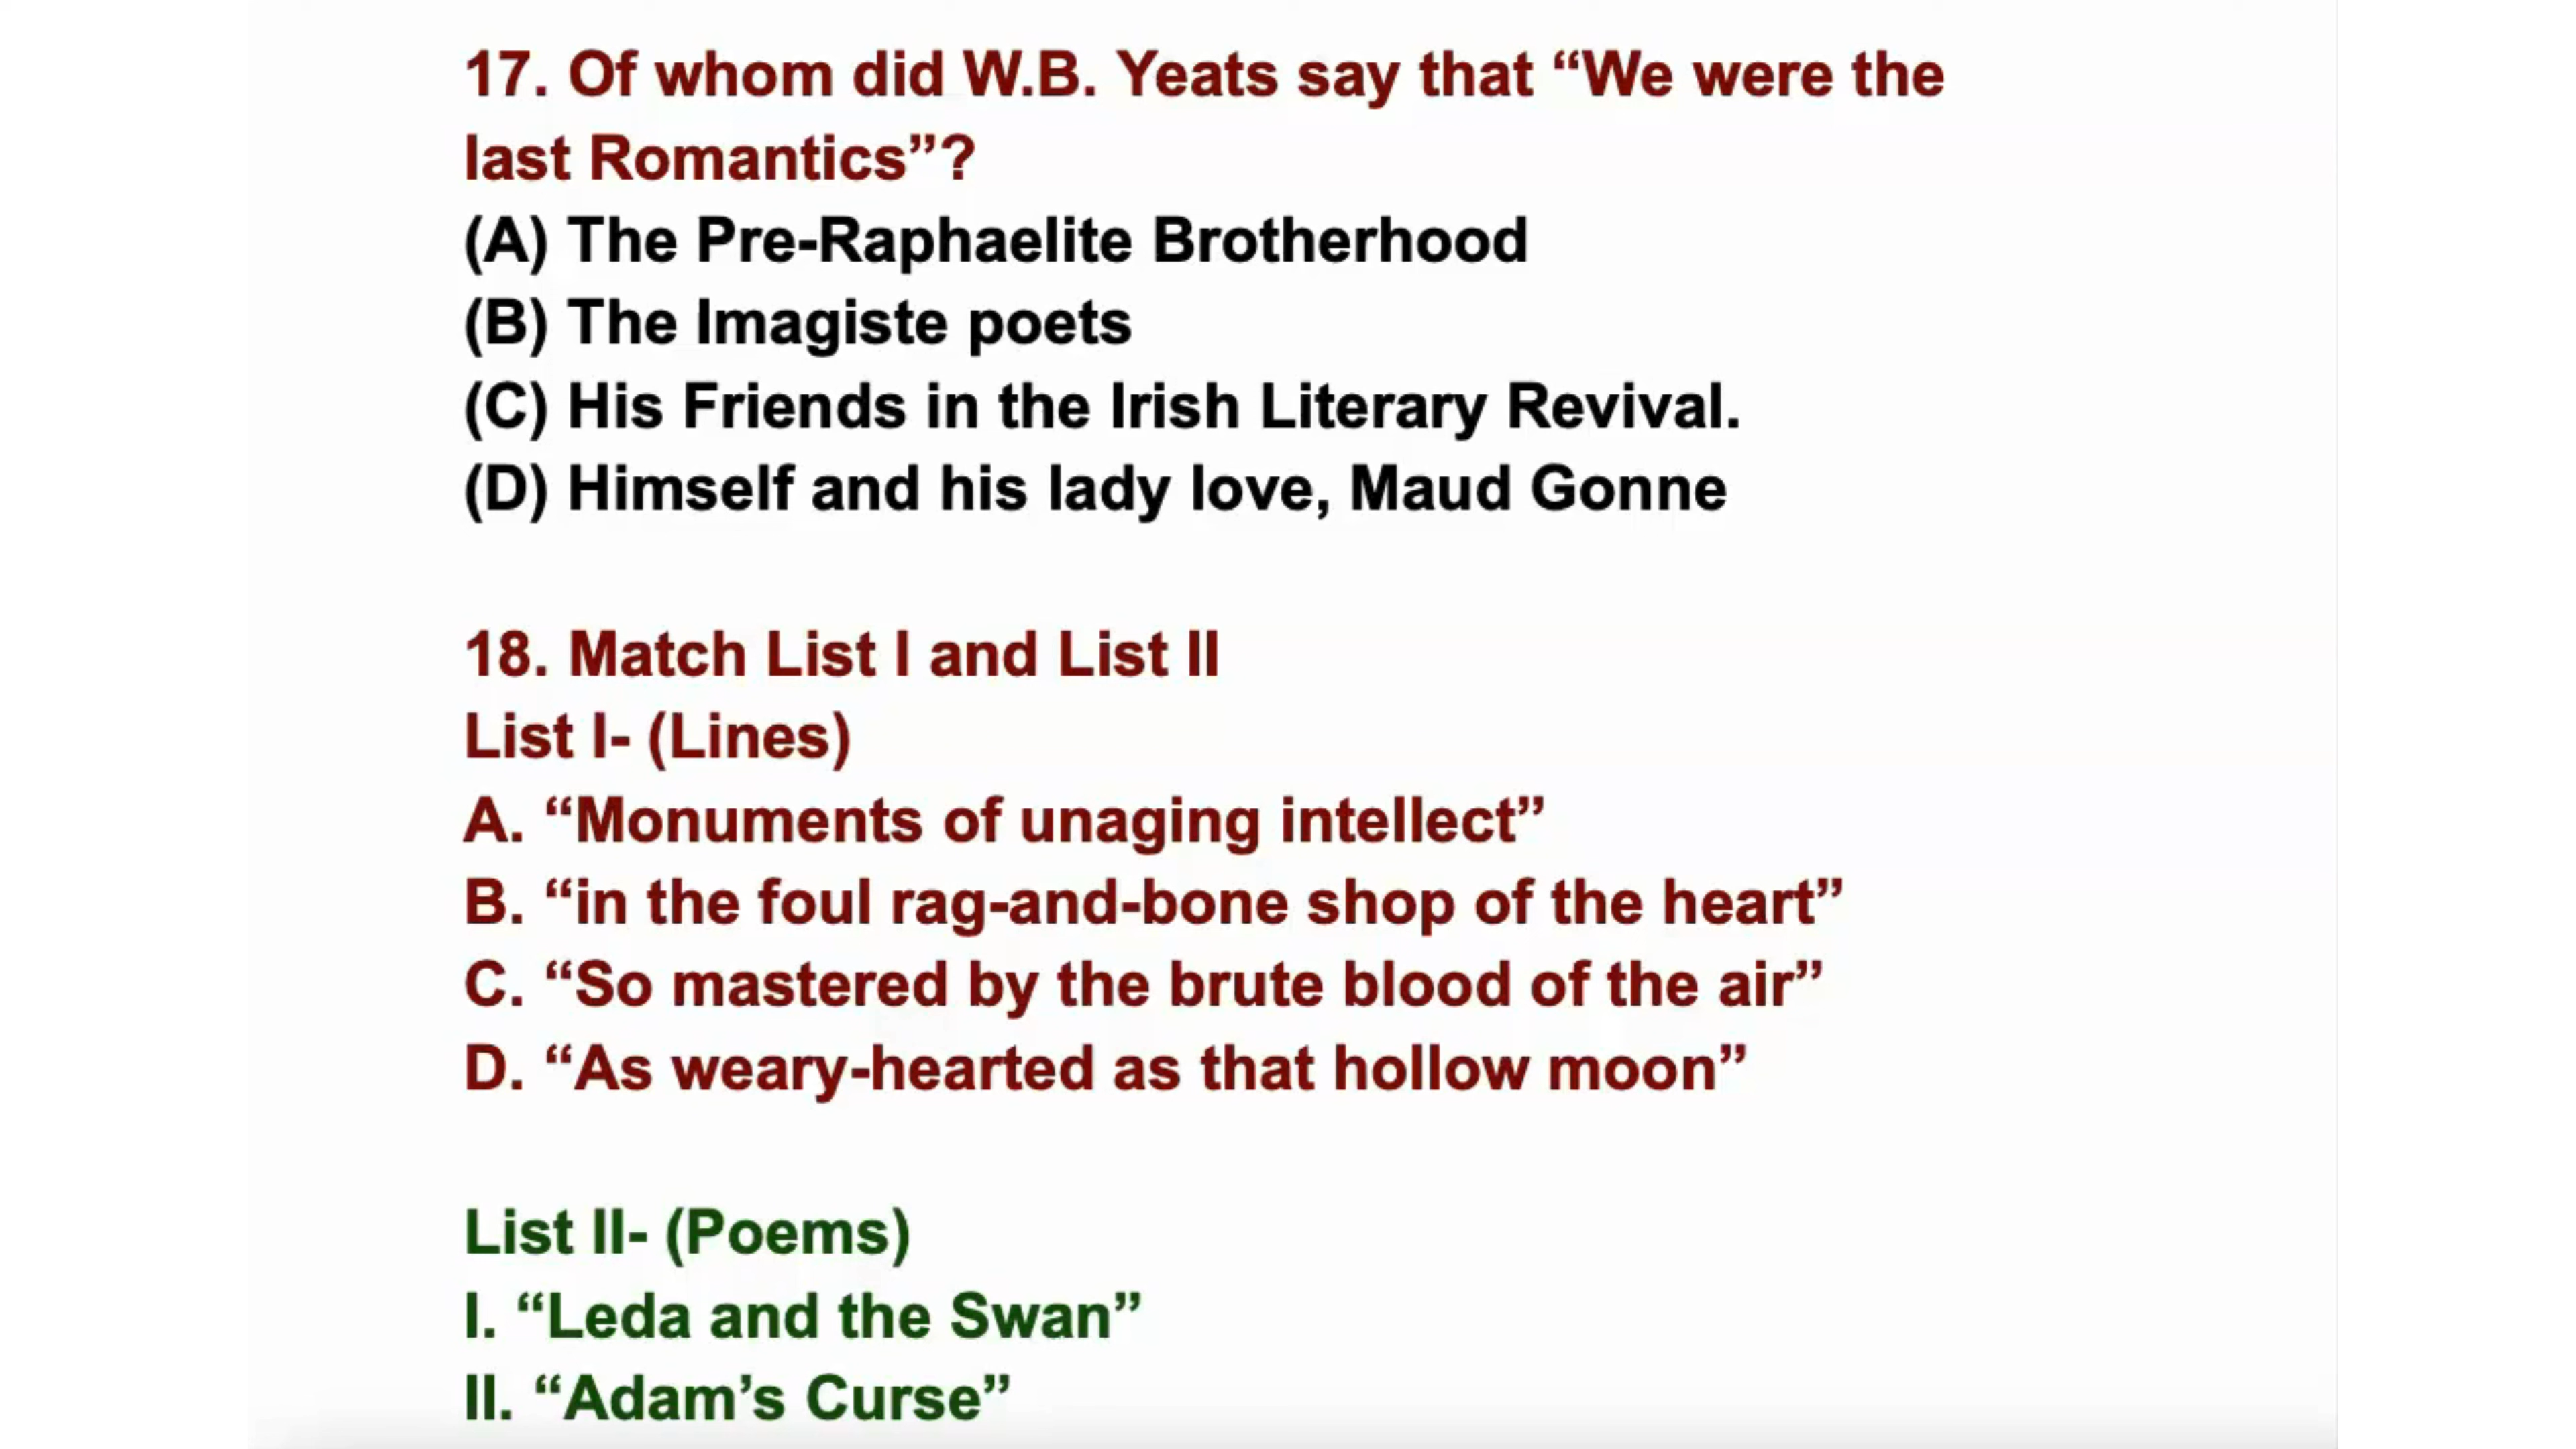 17. Of whom did W.B. Yeats say that “We were the
last Romantics”?
(A) The Pre-Raphaelite Brotherhood
(B) The Imagiste poets
(C) His Friends in the Irish Literary Revival.
(D) Himself and his lady love, Maud Gonne
18. Match List I and List II
List I- (Lines)
A. “Monuments of unaging intellect”
B. “in the foul rag-and-bone shop of the heart”
C. “So mastered by the brute blood of the air”
D. “As weary-hearted as that hollow moon”
List II- (Poems)
I. “Leda and the Swan”
II. “Adam’s Curse”